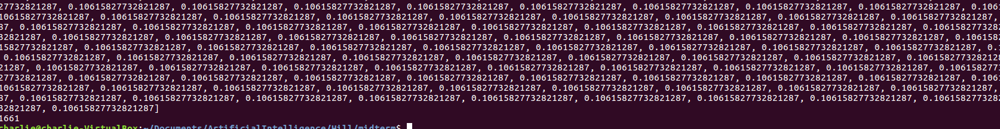 27732821287, 0.10615827732821287, 0.10615827732821287, 0.10615827732821287, 0.10615827732821287, 0.10615827732821287, 0.10615827732821287, 0.10615827732821287, 0.10615827732821287, 0.1061
10615827732821287, 0.10615827732821287, 0.10615827732821287, 0.10615827732821287, 0.10615827732821287, 0.10615827732821287, 0.10615827732821287, 0.10615827732821287, 0.10615827732821287,
87, 0.10615827732821287, 0.10615827732821287, 0.10615827732821287, 0.10615827732821287, 0.10615827732821287, 0.10615827732821287, 0.10615827732821287, 0.10615827732821287, 0.1061582773282
32821287, 0.10615827732821287, 0.10615827732821287, 0.10615827732821287, 0.10615827732821287, 0.10615827732821287, 0.10615827732821287, 0.10615827732821287, 0.10615827732821287, 0.1061582
15827732821287, 0.10615827732821287, 0.10615827732821287, 0.10615827732821287, 0.10615827732821287, 0.10615827732821287, 0.10615827732821287, 0.10615827732821287, 0.10615827732821287, 0.1
0.10615827732821287, 0.10615827732821287, 0.10615827732821287, 0.10615827732821287, 0.10615827732821287, 0.10615827732821287, 0.10615827732821287, 0.10615827732821287, 0.1061582773282128
21287, 0.10615827732821287, 0.10615827732821287, 0.10615827732821287, 0.10615827732821287, 0.10615827732821287, 0.10615827732821287, 0.10615827732821287, 0.10615827732821287, 0.1061582773
27732821287, 0.10615827732821287, 0.10615827732821287, 0.10615827732821287, 0.10615827732821287, 0.10615827732821287, 0.10615827732821287, 0.10615827732821287, 0.10615827732821287, 0.1061
10615827732821287, 0.10615827732821287, 0.10615827732821287, 0.10615827732821287, 0.10615827732821287, 0.10615827732821287, 0.10615827732821287, 0.10615827732821287, 0.10615827732821287,
87, 0.10615827732821287, 0.10615827732821287, 0.10615827732821287, 0.10615827732821287, 0.10615827732821287, 0.10615827732821287, 0.10615827732821287, 0.10615827732821287, 0.1061582773282
32821287, 0.10615827732821287]
1661
charlie@charlie-VirtualBox:~/Documents/ArtificialIntelligence/Hill/midterm$